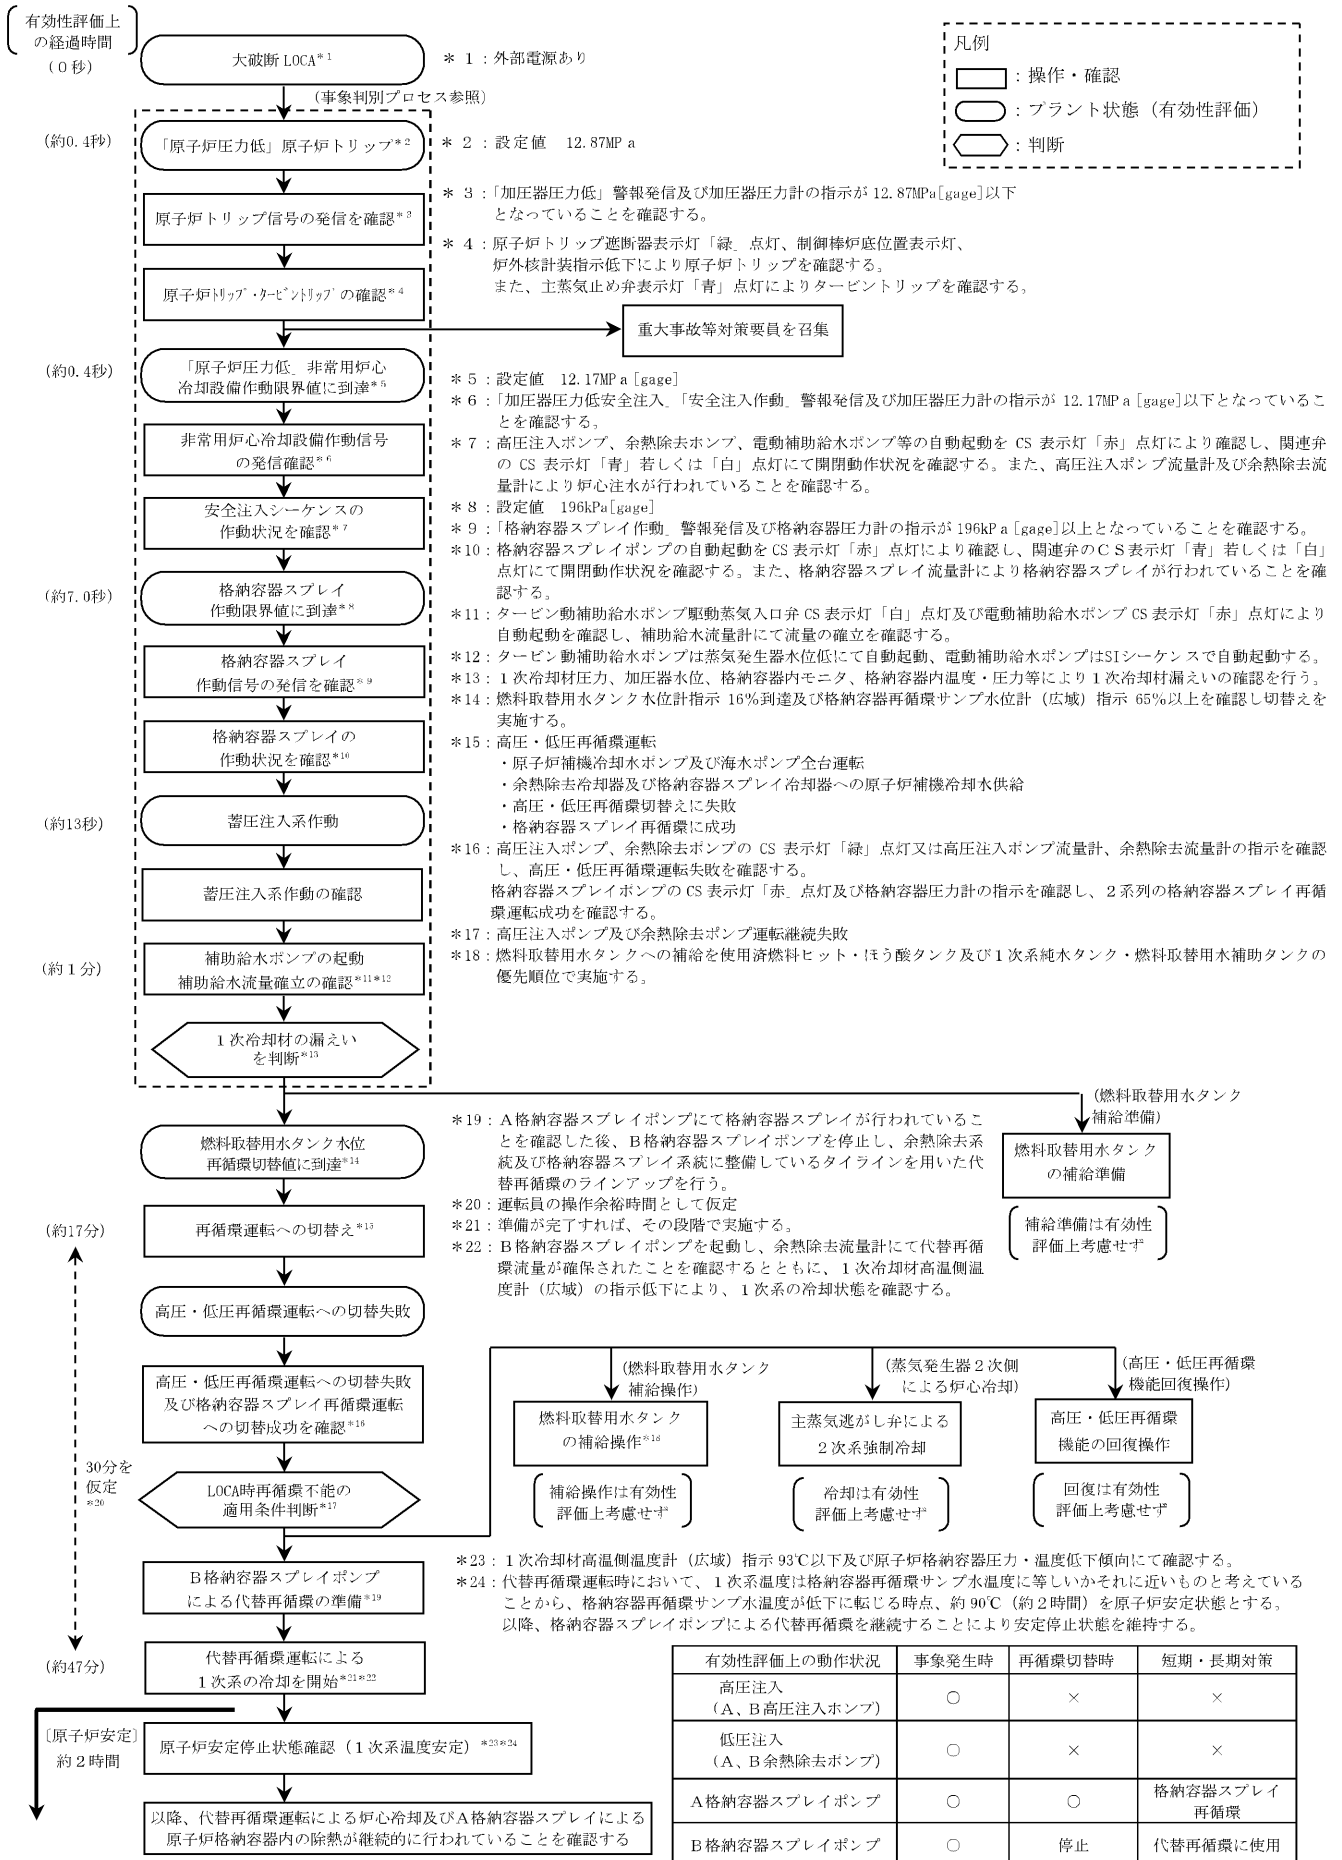 有効性評価上
の経過時間
(0秒)
大破断LOCA*1
*1：外部電源あり
凡例
：操作・確認
：プラント状態（有効性評価）
：判断
(事象判別プロセス参照)
(約0.4秒)
「原子炉圧力低」原子炉トリップ*2
*2：設定値 12.87MPa
原子炉トリップ信号の発信を確認*3
*3：「加圧器圧力低」警報発信及び加圧器圧力計の指示が12.87MPa[gage]以下
となっていることを確認する。
原子炉ﾄﾘｯﾌﾟ・ﾀｰﾋﾞﾝﾄﾘｯﾌﾟの確認*4
*4：原子炉トリップ遮断器表示灯「緑」点灯、制御棒炉底位置表示灯、
炉外核計装指示低下により原子炉トリップを確認する。
また、主蒸気止め弁表示灯「青」点灯によりタービントリップを確認する。
重大事故等対策要員を召集
(約0.4秒)
「原子炉圧力低」非常用炉心
冷却設備作動限界値に到達*5
非常用炉心冷却設備作動信号
の発信確認*6
安全注入シーケンスの
作動状況を確認*7
(約7.0秒)
格納容器スプレイ
作動限界値に到達*8
格納容器スプレイ
作動信号の発信を確認*9
格納容器スプレイの
作動状況を確認*10
(約13秒)
蓄圧注入系作動
蓄圧注入系作動の確認
(約1分)
補助給水ポンプの起動
補助給水流量確立の確認*11*12
1次冷却材の漏えい
を判断*13
*5：設定値 12.17MPa[gage]
*6：「加圧器圧力低安全注入」「安全注入作動」警報発信及び加圧器圧力計の指示が12.17MPa[gage]以下となっているこ
とを確認する。
*7：高圧注入ポンプ、余熱除去ポンプ、電動補助給水ポンプ等の自動起動をCS表示灯「赤」点灯により確認し、関連弁
のCS表示灯「青」若しくは「白」点灯にて開閉動作状況を確認する。また、高圧注入ポンプ流量計及び余熱除去流
量計により炉心注水が行われていることを確認する。
*8：設定値 196kPa[gage]
*9：「格納容器スプレイ作動」警報発信及び格納容器圧力計の指示が196kPa[gage]以上となっていることを確認する。
*10：格納容器スプレイポンプの自動起動をCS表示灯「赤」点灯により確認し、関連弁のCS表示灯「青」若しくは「白」
点灯にて開閉動作状況を確認する。また、格納容器スプレイ流量計により格納容器スプレイが行われていることを確
認する。
*11：タービン動補助給水ポンプ駆動蒸気入口弁CS表示灯「白」点灯及び電動補助給水ポンプCS表示灯「赤」点灯により
自動起動を確認し、補助給水流量計にて流量の確立を確認する。
*12：タービン動補助給水ポンプは蒸気発生器水位低にて自動起動、電動補助給水ポンプはSIシーケンスで自動起動する。
*13：1次冷却材圧力、加圧器水位、格納容器内モニタ、格納容器内温度・圧力等により1次冷却材漏えいの確認を行う。
*14：燃料取替用水タンク水位計指示16%到達及び格納容器再循環サンプ水位計（広域）指示65%以上を確認し切替えを
実施する。
*15：高圧・低圧再循環運転
・原子炉補機冷却水ポンプ及び海水ポンプ全台運転
・余熱除去冷却器及び格納容器スプレイ冷却器への原子炉補機冷却水供給
・高圧・低圧再循環切替えに失敗
・格納容器スプレイ再循環に成功
*16：高圧注入ポンプ、余熱除去ポンプのCS表示灯「緑」点灯又は高圧注入ポンプ流量計、余熱除去流量計の指示を確認
し、高圧・低圧再循環運転失敗を確認する。
格納容器スプレイポンプのCS表示灯「赤」点灯及び格納容器圧力計の指示を確認し、2系列の格納容器スプレイ再循
環運転成功を確認する。
*17：高圧注入ポンプ及び余熱除去ポンプ運転継続失敗
*18：燃料取替用水タンクへの補給を使用済燃料ピット・ほう酸タンク及び1次系純水タンク・燃料取替用水補助タンクの
優先順位で実施する。
(燃料取替用水タンク
補給準備)
燃料取替用水タンク
の補給準備
補給準備は有効性
評価上考慮せず
燃料取替用水タンク水位
再循環切替値に到達*14
(約17分)
再循環運転への切替え*15
*19：A格納容器スプレイポンプにて格納容器スプレイが行われているこ
とを確認した後、B格納容器スプレイポンプを停止し、余熱除去系
統及び格納容器スプレイ系統に整備しているタイラインを用いた代
替再循環のラインアップを行う。
*20：運転員の操作余裕時間として仮定
*21：準備が完了すれば、その段階で実施する。
*22：B格納容器スプレイポンプを起動し、余熱除去流量計にて代替再循
環流量が確保されたことを確認するとともに、1次冷却材高温側温
度計（広域）の指示低下により、1次系の冷却状態を確認する。
高圧・低圧再循環運転への切替失敗
高圧・低圧再循環運転への切替失敗
及び格納容器スプレイ再循環運転
への切替成功を確認*16
30分を
仮定
*20
LOCA時再循環不能の
適用条件判断*17
(燃料取替用水タンク
補給操作)
燃料取替用水タンク
の補給操作*18
補給操作は有効性
評価上考慮せず
(蒸気発生器2次側
による炉心冷却)
主蒸気逃がし弁による
2次系強制冷却
冷却は有効性
評価上考慮せず
(高圧・低圧再循環
機能回復操作)
高圧・低圧再循環
機能の回復操作
回復は有効性
評価上考慮せず
B格納容器スプレイポンプ
による代替再循環の準備*19
(約47分)
代替再循環運転による
1次系の冷却を開始*21*22
*23：1次冷却材高温側温度計（広域）指示93℃以下及び原子炉格納容器圧力・温度低下傾向にて確認する。
*24：代替再循環運転時において、1次系温度は格納容器再循環サンプ水温度に等しいかそれに近いものと考えている
ことから、格納容器再循環サンプ水温度が低下に転じる時点、約90℃（約2時間）を原子炉安定状態とする。
以降、格納容器スプレイポンプによる代替再循環を継続することにより安定停止状態を維持する。
[原子炉安定]
約2時間
原子炉安定停止状態確認（1次系温度安定）*23*24
以降、代替再循環運転による炉心冷却及びA格納容器スプレイによる
原子炉格納容器内の除熱が継続的に行われていることを確認する
有効性評価上の動作状況 事象発生時 再循環切替時 短期・長期対策
高圧注入
(A、B高圧注入ポンプ) ○ × ×
低圧注入
(A、B余熱除去ポンプ) ○ × ×
A格納容器スプレイポンプ ○ ○ 格納容器スプレイ
再循環
B格納容器スプレイポンプ ○ 停止 代替再循環に使用